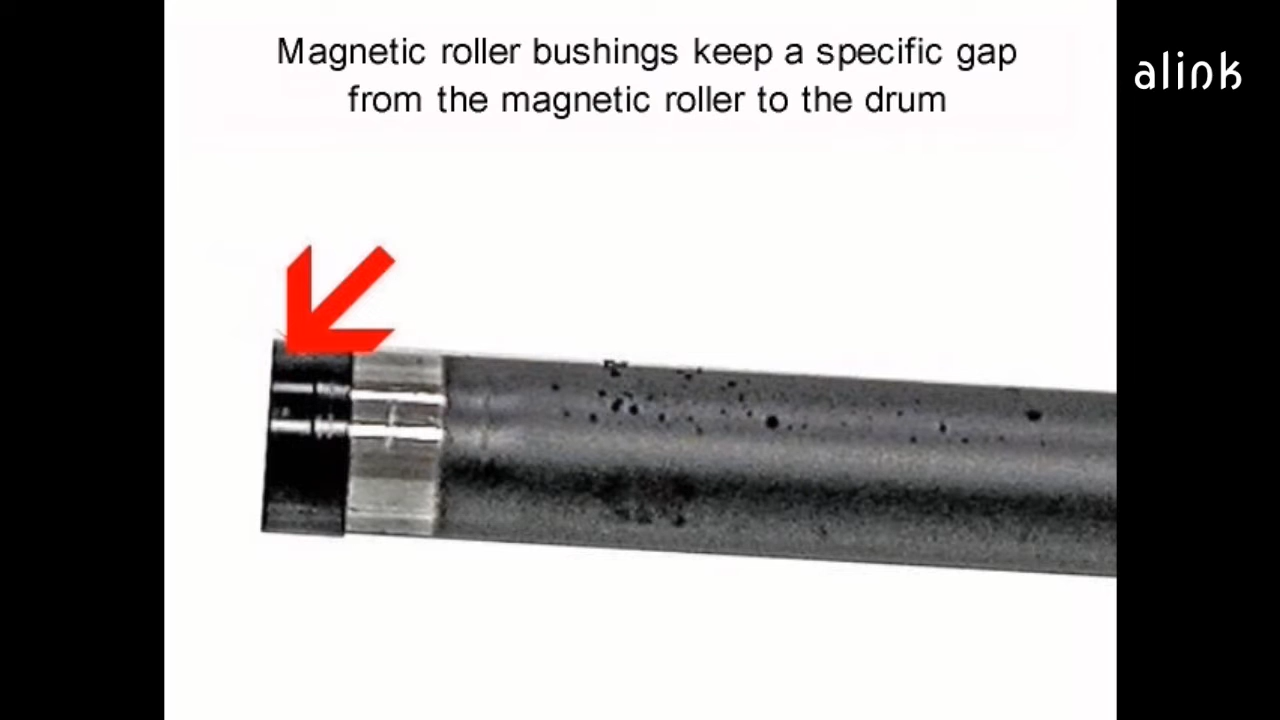 Magnetic roller bushings keep a specific gap
from the magnetic roller to the drum
alink